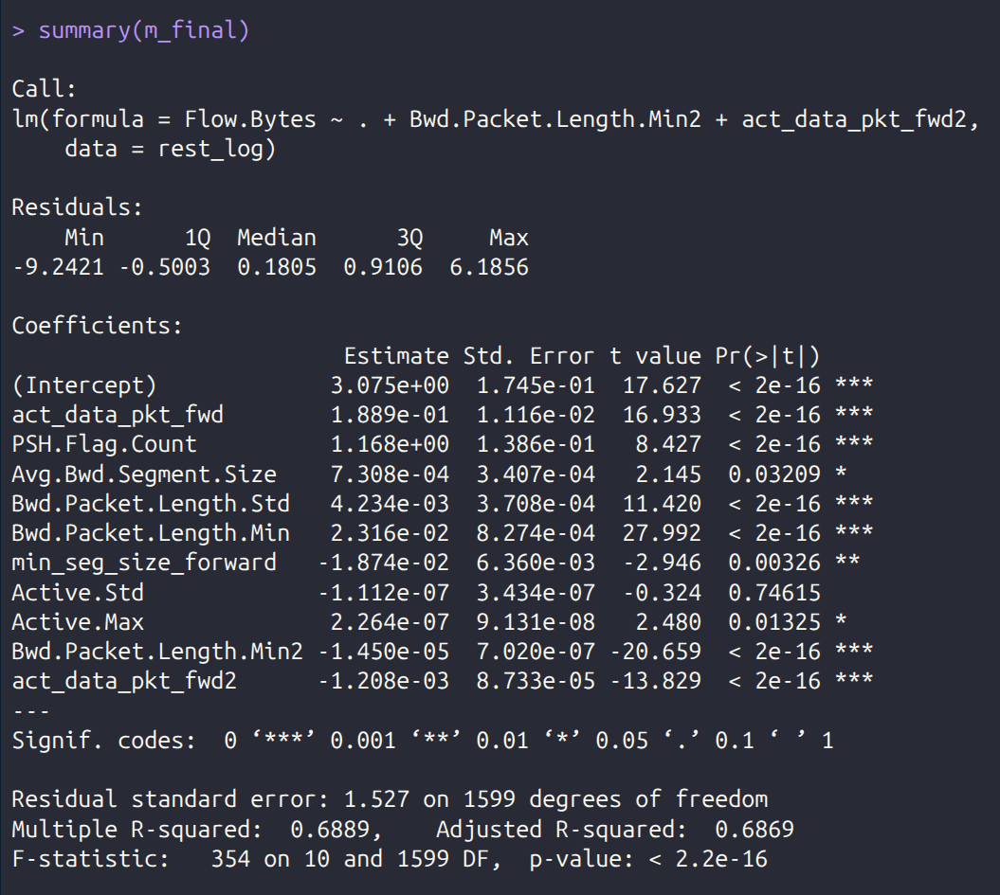 > summary(m_final)
Call:
lm(formula = Flow.Bytes ~ . + Bwd.Packet.Length.Min2 + act_data_pkt_fwd2,
    data = rest_log)
Residuals:
    Min      1Q  Median      3Q     Max
-9.2421 -0.5003  0.1805  0.9106  6.1856
Coefficients:
                         Estimate Std. Error t value Pr(>|t|)
(Intercept)             3.075e+00  1.745e-01  17.627  < 2e-16 ***
act_data_pkt_fwd        1.889e-01  1.116e-02  16.933  < 2e-16 ***
PSH.Flag.Count          1.168e+00  1.386e-01   8.427  < 2e-16 ***
Avg.Bwd.Segment.Size    7.308e-04  3.407e-04   2.145  0.03209 *
Bwd.Packet.Length.Std   4.234e-03  3.708e-04  11.420  < 2e-16 ***
Bwd.Packet.Length.Min   2.316e-02  8.274e-04  27.992  < 2e-16 ***
min_seg_size_forward   -1.874e-02  6.360e-03  -2.946  0.00326 **
Active.Std             -1.112e-07  3.434e-07  -0.324  0.74615
Active.Max              2.264e-07  9.131e-08   2.480  0.01325 *
Bwd.Packet.Length.Min2 -1.450e-05  7.020e-07 -20.659  < 2e-16 ***
act_data_pkt_fwd2      -1.208e-03  8.733e-05 -13.829  < 2e-16 ***
---
Signif. codes:  0 ‘***’ 0.001 ‘**’ 0.01 ‘*’ 0.05 ‘.’ 0.1 ‘ ’ 1
Residual standard error: 1.527 on 1599 degrees of freedom
Multiple R-squared:  0.6889,    Adjusted R-squared:  0.6869
F-statistic:   354 on 10 and 1599 DF,  p-value: < 2.2e-16